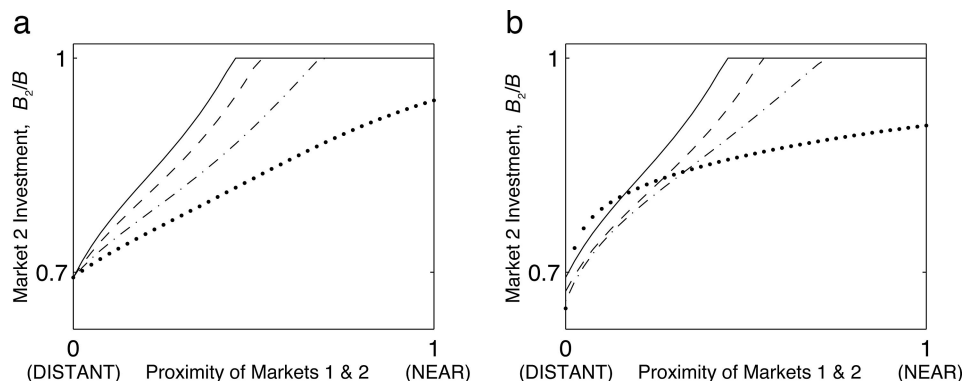 a
1
Market 2 Investment, B₂/B
0.7
0 1
(DISTANT) Proximity of Markets 1 & 2 (NEAR)
b
1
Market 2 Investment, B₂/B
0.7
0 1
(DISTANT) Proximity of Markets 1 & 2 (NEAR)